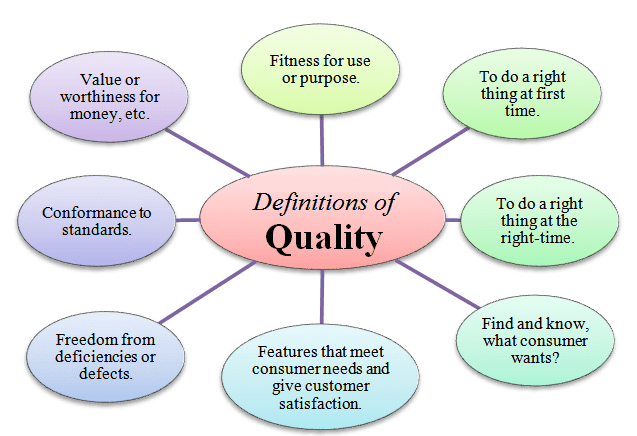 Definitions of
Quality
Fitness for use
or purpose.
To do a right
thing at first
time.
To do a right
thing at the
right-time.
Find and know,
what consumer
wants?
Features that meet
consumer needs and
give customer
satisfaction.
Freedom from
deficiencies or
defects.
Conformance to
standards.
Value or
worthiness for
money, etc.